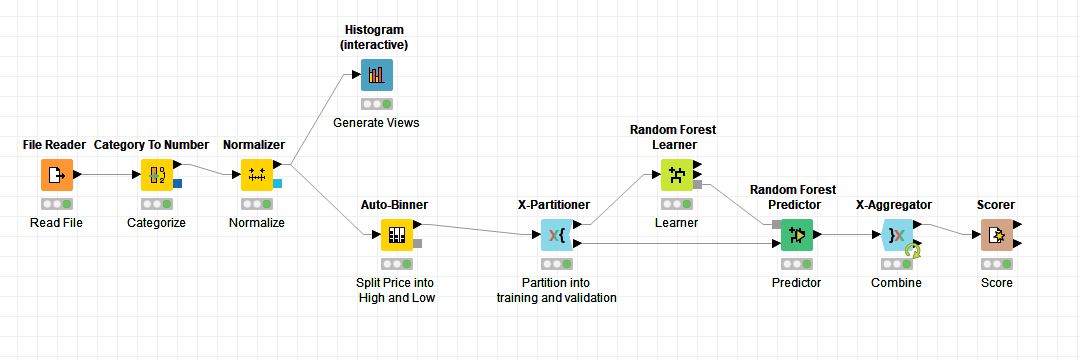 Histogram
(interactive)
Generate Views
File Reader
Read File
Category To Number
Categorize
Normalizer
Normalize
Auto-Binner
Split Price into
High and Low
X-Partitioner
Partition into
training and validation
Random Forest
Learner
Learner
Random Forest
Predictor
Predictor
X-Aggregator
Combine
Scorer
Score